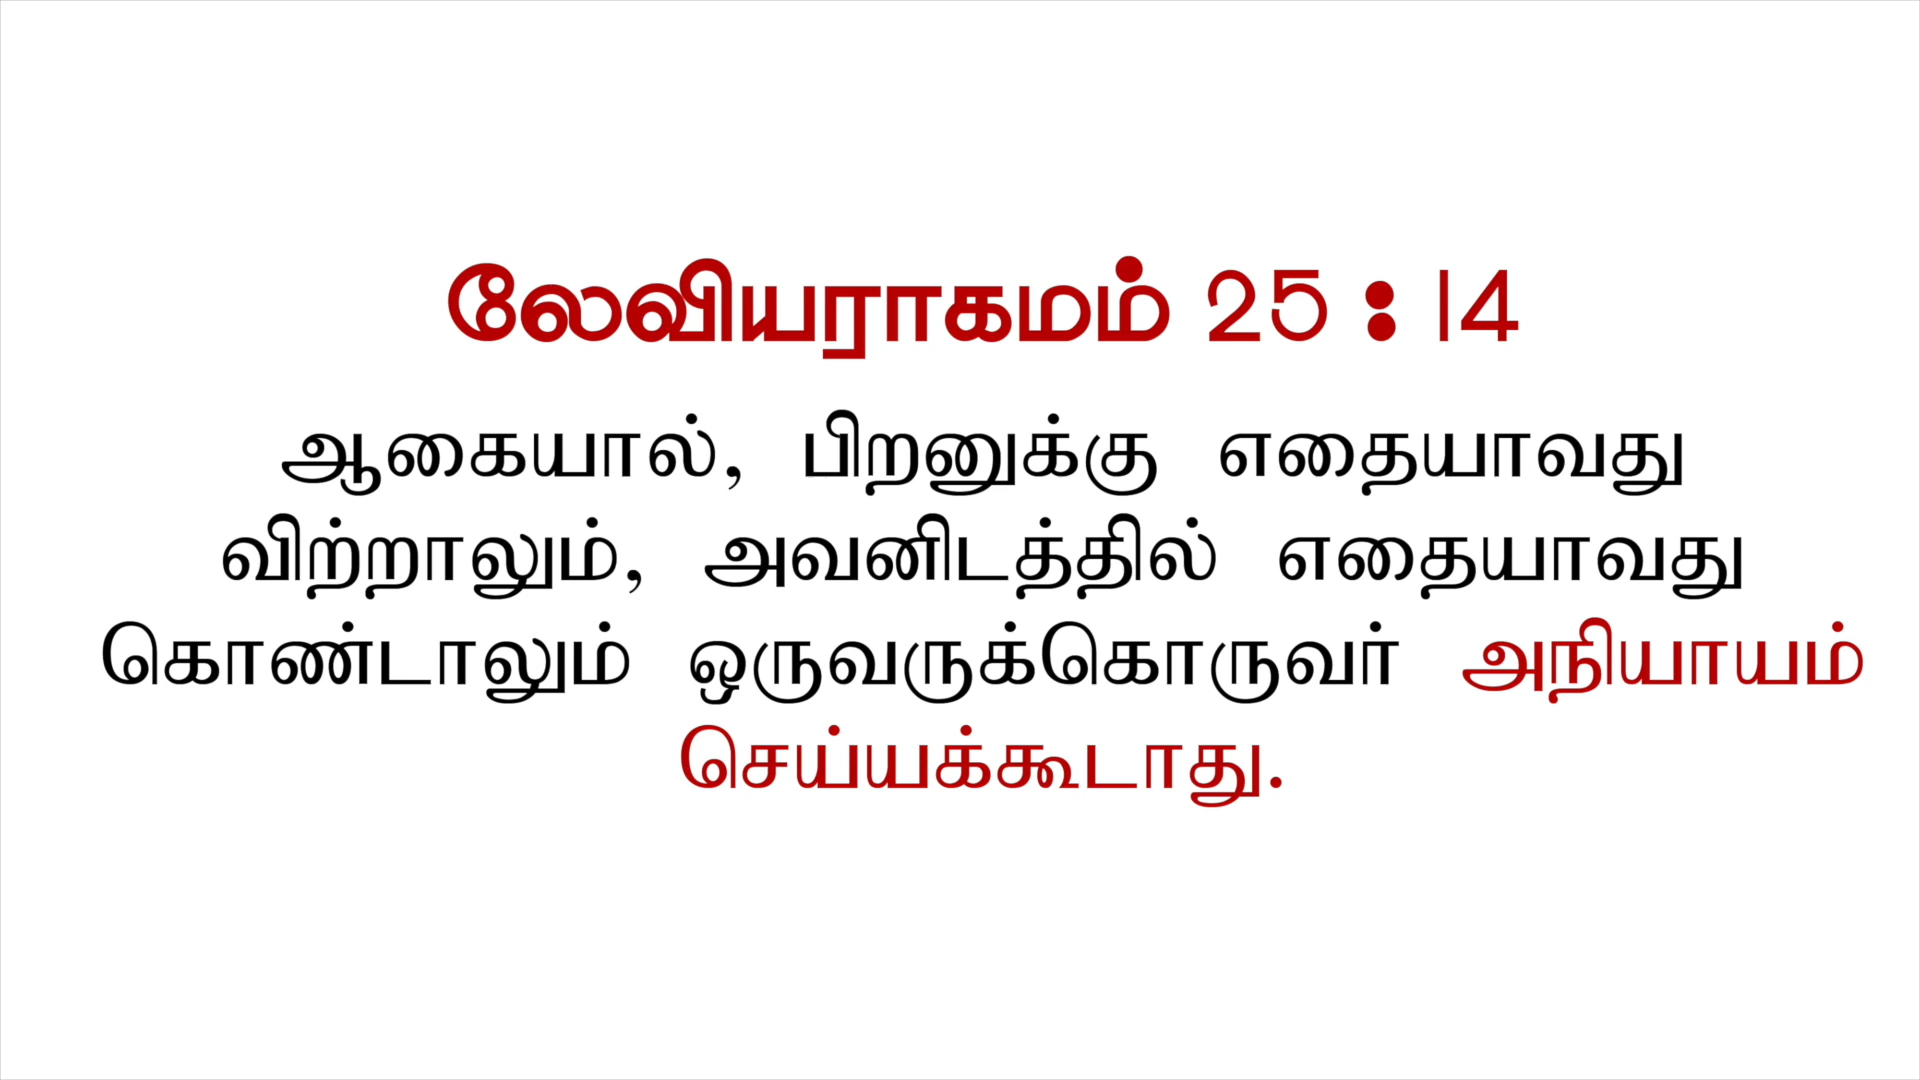 லேவியராகமம் 25 : 14
ஆகையால், பிறனுக்கு எதையாவது
விற்றாலும், அவனிடத்தில் எதையாவது
கொண்டாலும் ஒருவருக்கொருவர் அநியாயம்
செய்யக்கூடாது.